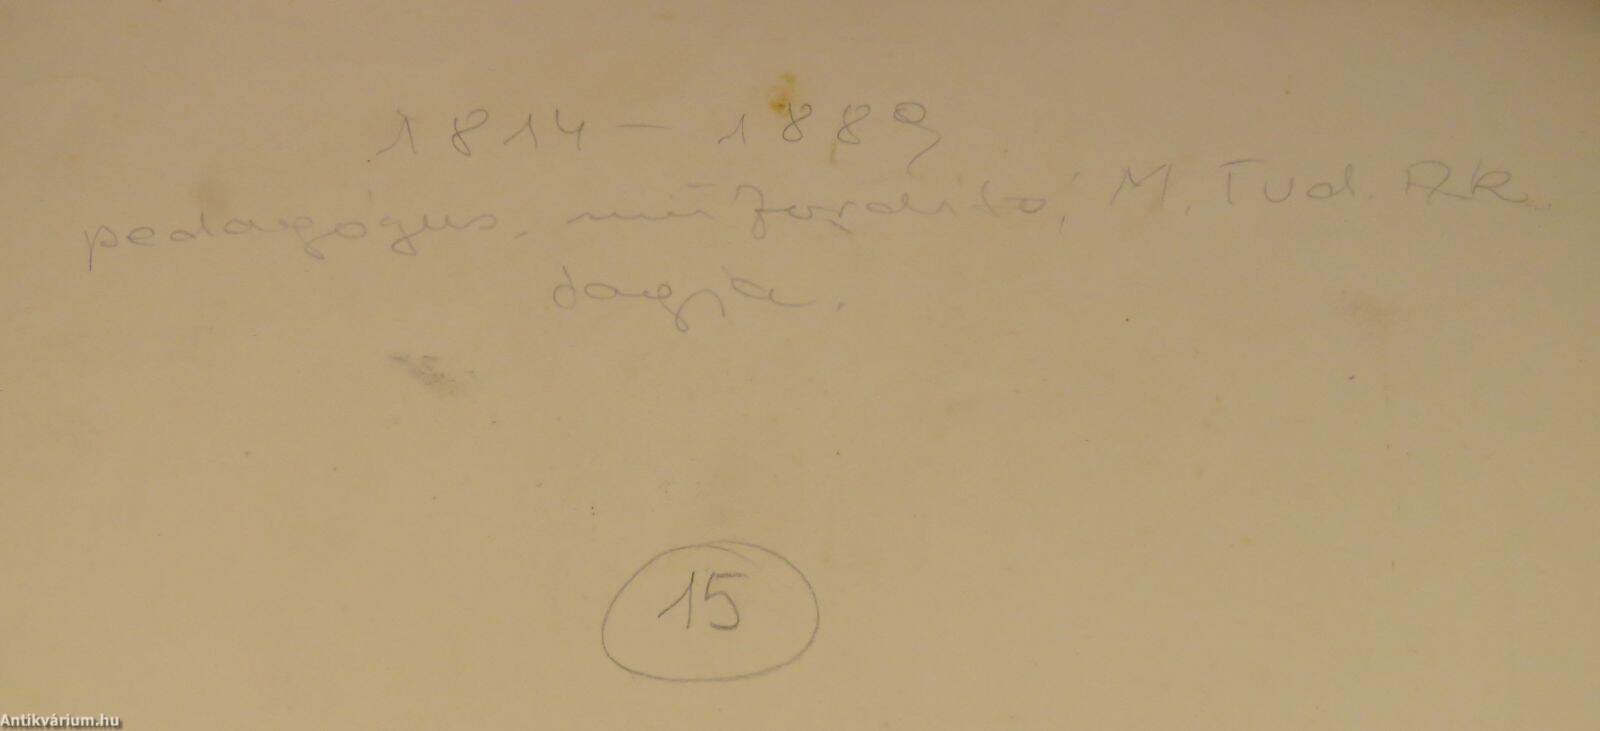 1814 – 1889
pedagógus, műfordító, M. Tud. Ak.
tagja.
15
Antikvárium.hu